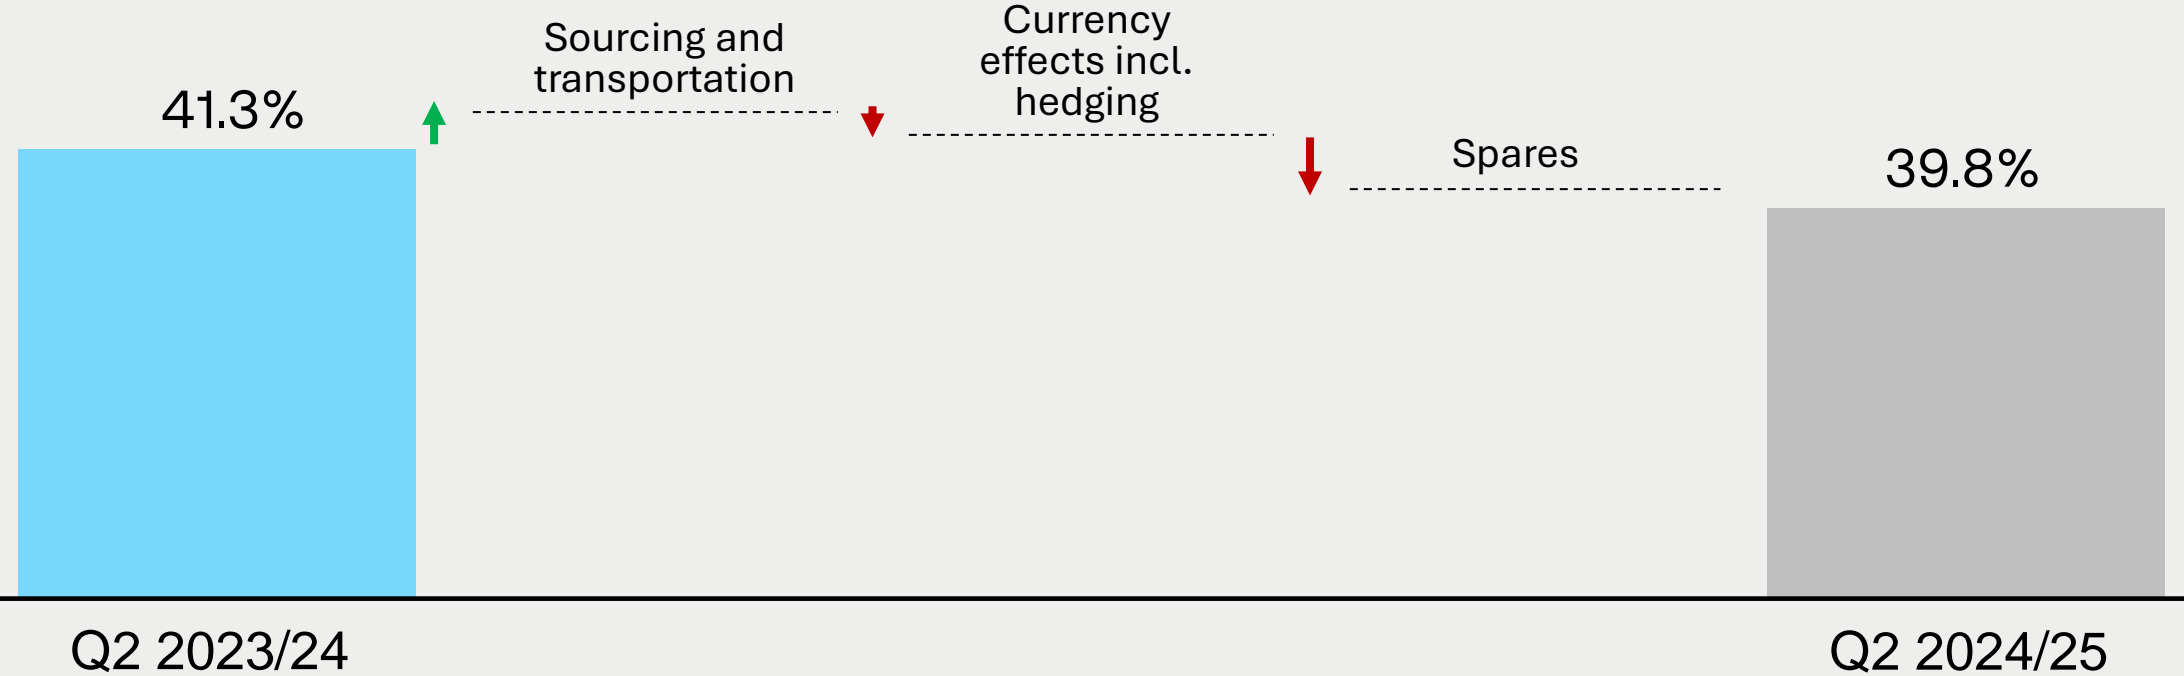 41.3%
Sourcing and
transportation
Currency
effects incl.
hedging
Spares
39.8%
Q2 2023/24
Q2 2024/25